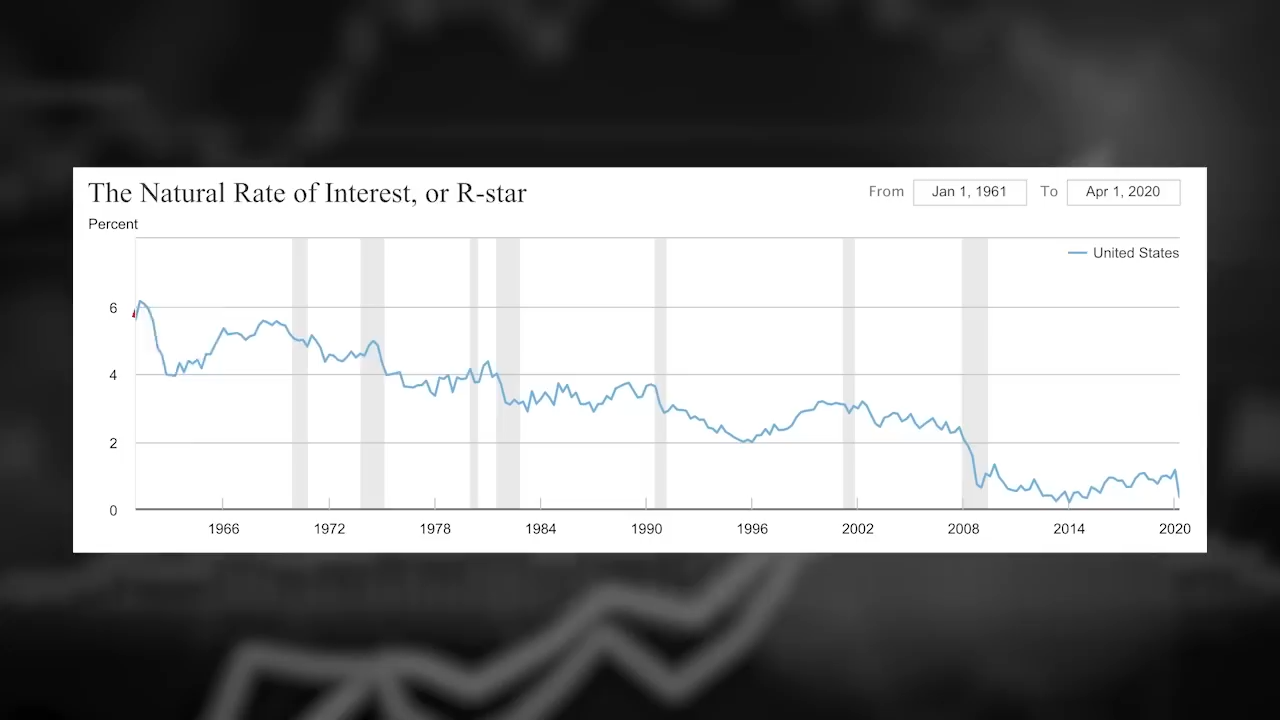 The Natural Rate of Interest, or R-star
From Jan 1, 1961 To Apr 1, 2020
Percent
United States
6
4
2
0
1966 1972 1978 1984 1990 1996 2002 2008 2014 2020